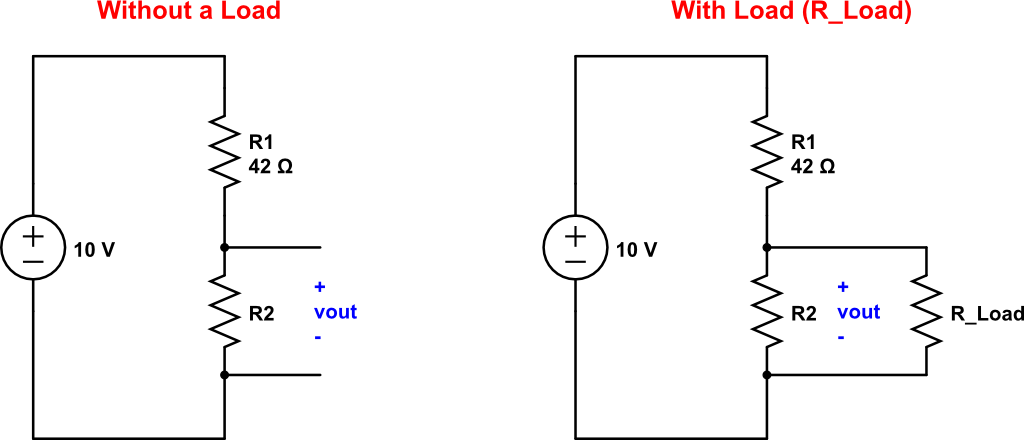 Without a Load
R1
42 Ω
+
−
10 V
+
R2
vout
-
With Load (R_Load)
R1
42 Ω
+
−
10 V
+
R2
vout
R_Load
-